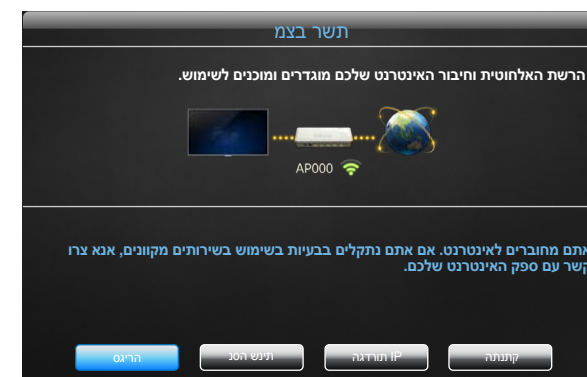 תשר בצמ
הרשת האלחוטית וחיבור האינטרנט שלכם מוגדרים ומוכנים לשימוש.
AP000
אתם מחוברים לאינטרנט. אם אתם נתקלים בבעיות בשימוש בשירותים מקוונים, אנא צרו
קשר עם ספק האינטרנט שלכם.
קתנתה
IP תורדגה
תינש הסנ
הריגס